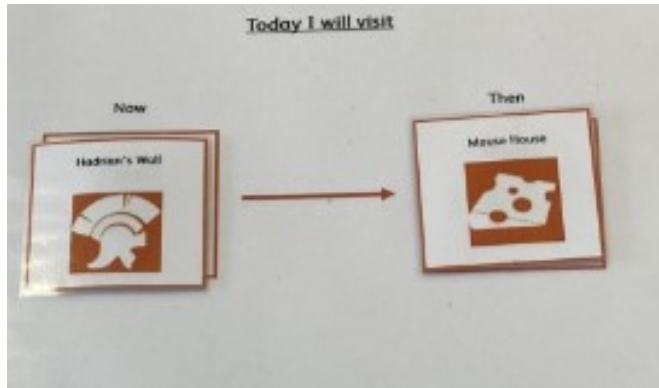 Today I will visit
Now
Then
Hadrian's Wall
Mouse House